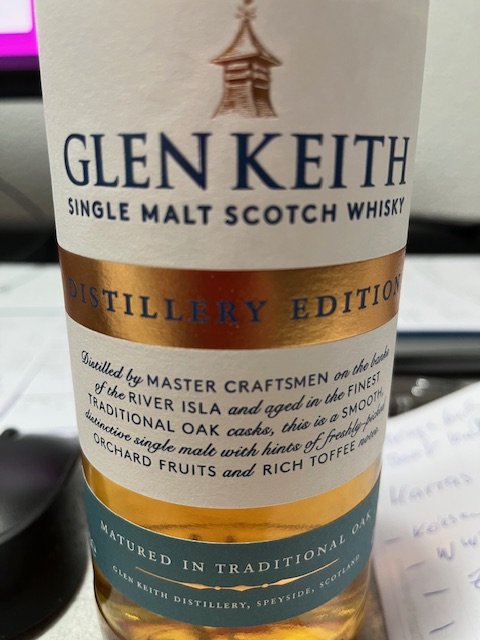 GLEN KEITH
SINGLE MALT SCOTCH WHISKY
DISTILLERY EDITION
Distilled by MASTER CRAFTSMEN on the banks
of the RIVER ISLA and aged in the FINEST
TRADITIONAL OAK casks, this is a SMOOTH,
distinctive single malt with hints of freshly-picked
ORCHARD FRUITS and RICH TOFFEE notes.
MATURED IN TRADITIONAL OAK
GLEN KEITH DISTILLERY, SPEYSIDE, SCOTLAND